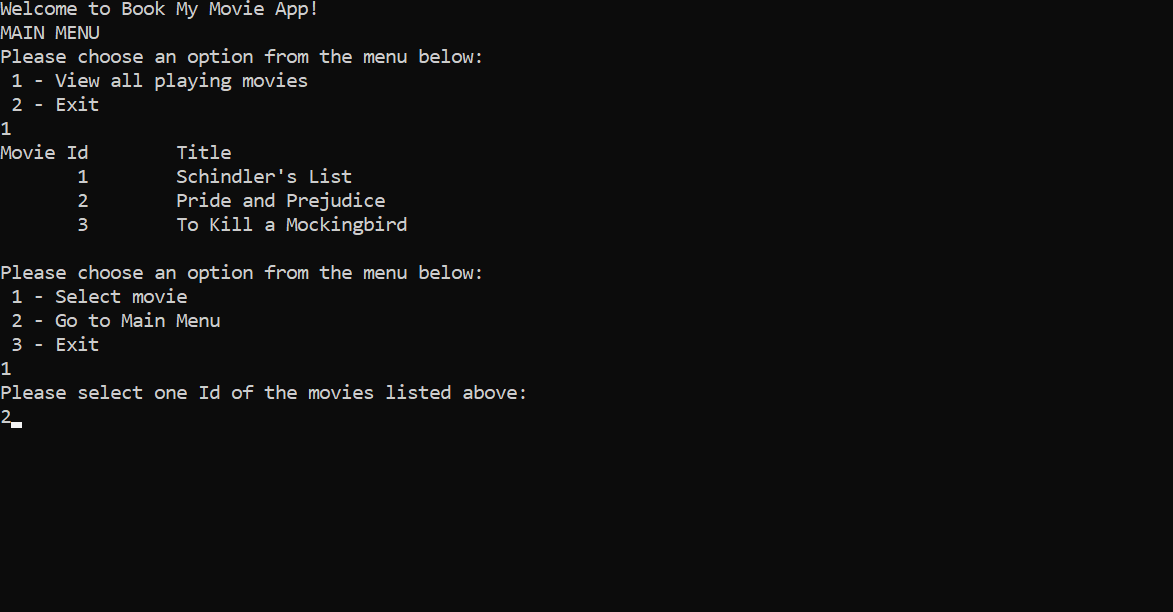 Welcome to Book My Movie App!
MAIN MENU
Please choose an option from the menu below:
 1 - View all playing movies
 2 - Exit
1
Movie Id        Title
       1        Schindler's List
       2        Pride and Prejudice
       3        To Kill a Mockingbird

Please choose an option from the menu below:
 1 - Select movie
 2 - Go to Main Menu
 3 - Exit
1
Please select one Id of the movies listed above:
2